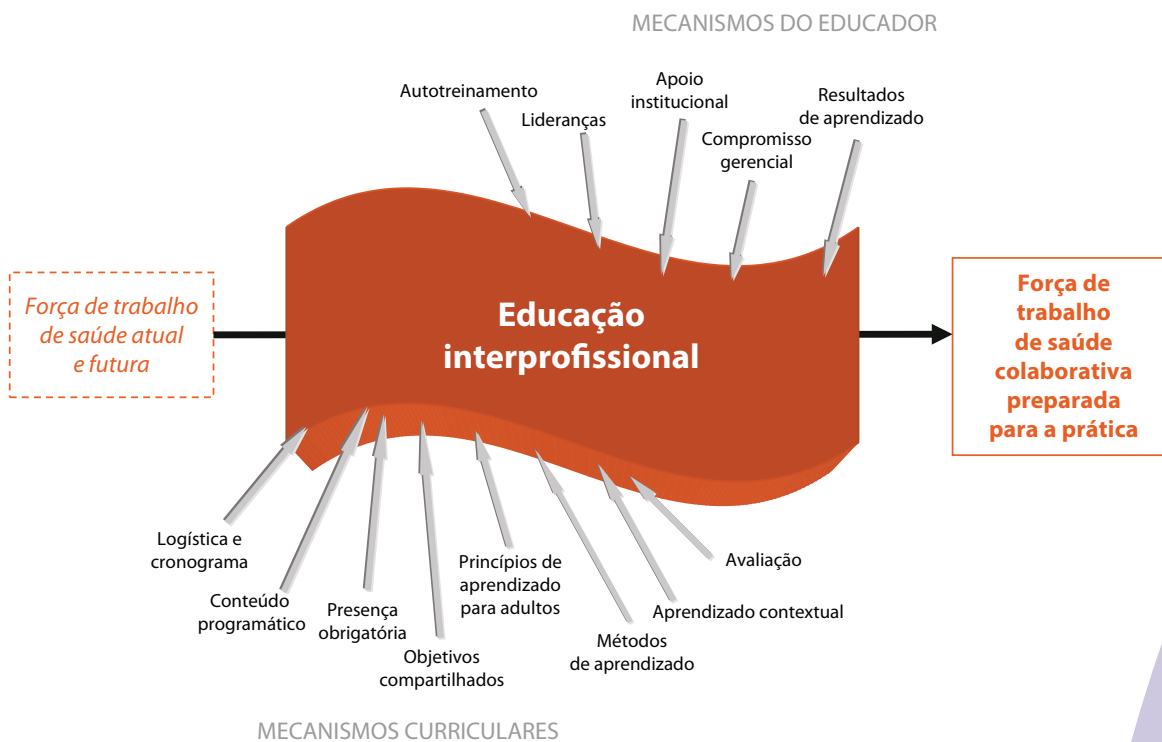 MECANISMOS DO EDUCADOR
Autotreinamento
Lideranças
Apoio
institucional
Compromisso
gerencial
Resultados
de aprendizado
Força de trabalho
de saúde atual
e futura
Educação
interprofissional
Força de
trabalho
de saúde
colaborativa
preparada
para a prática
Logística e
cronograma
Conteúdo
programático
Presença
obrigatória
Objetivos
compartilhados
Princípios de
aprendizado
para adultos
Métodos
de aprendizado
Aprendizado contextual
Avaliação
MECANISMOS CURRICULARES